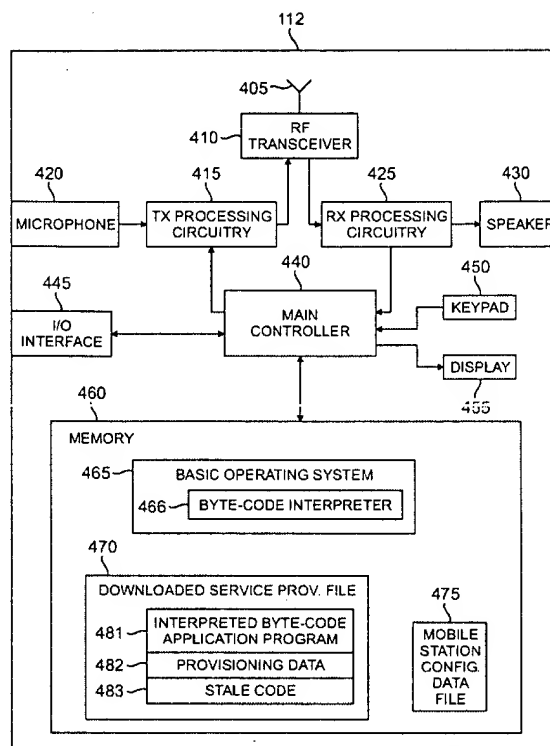 112
405
410
RF
TRANSCEIVER
420
415
425
430
MICROPHONE
TX PROCESSING
CIRCUITRY
RX PROCESSING
CIRCUITRY
SPEAKER
445
440
450
I/O
INTERFACE
MAIN
CONTROLLER
KEYPAD
DISPLAY
455
460
MEMORY
465
BASIC OPERATING SYSTEM
466
BYTE-CODE INTERPRETER
470
DOWNLOADED SERVICE PROV. FILE
481
INTERPRETED BYTE-CODE
APPLICATION PROGRAM
482
PROVISIONING DATA
483
STALE CODE
475
MOBILE
STATION
CONFIG.
DATA
FILE